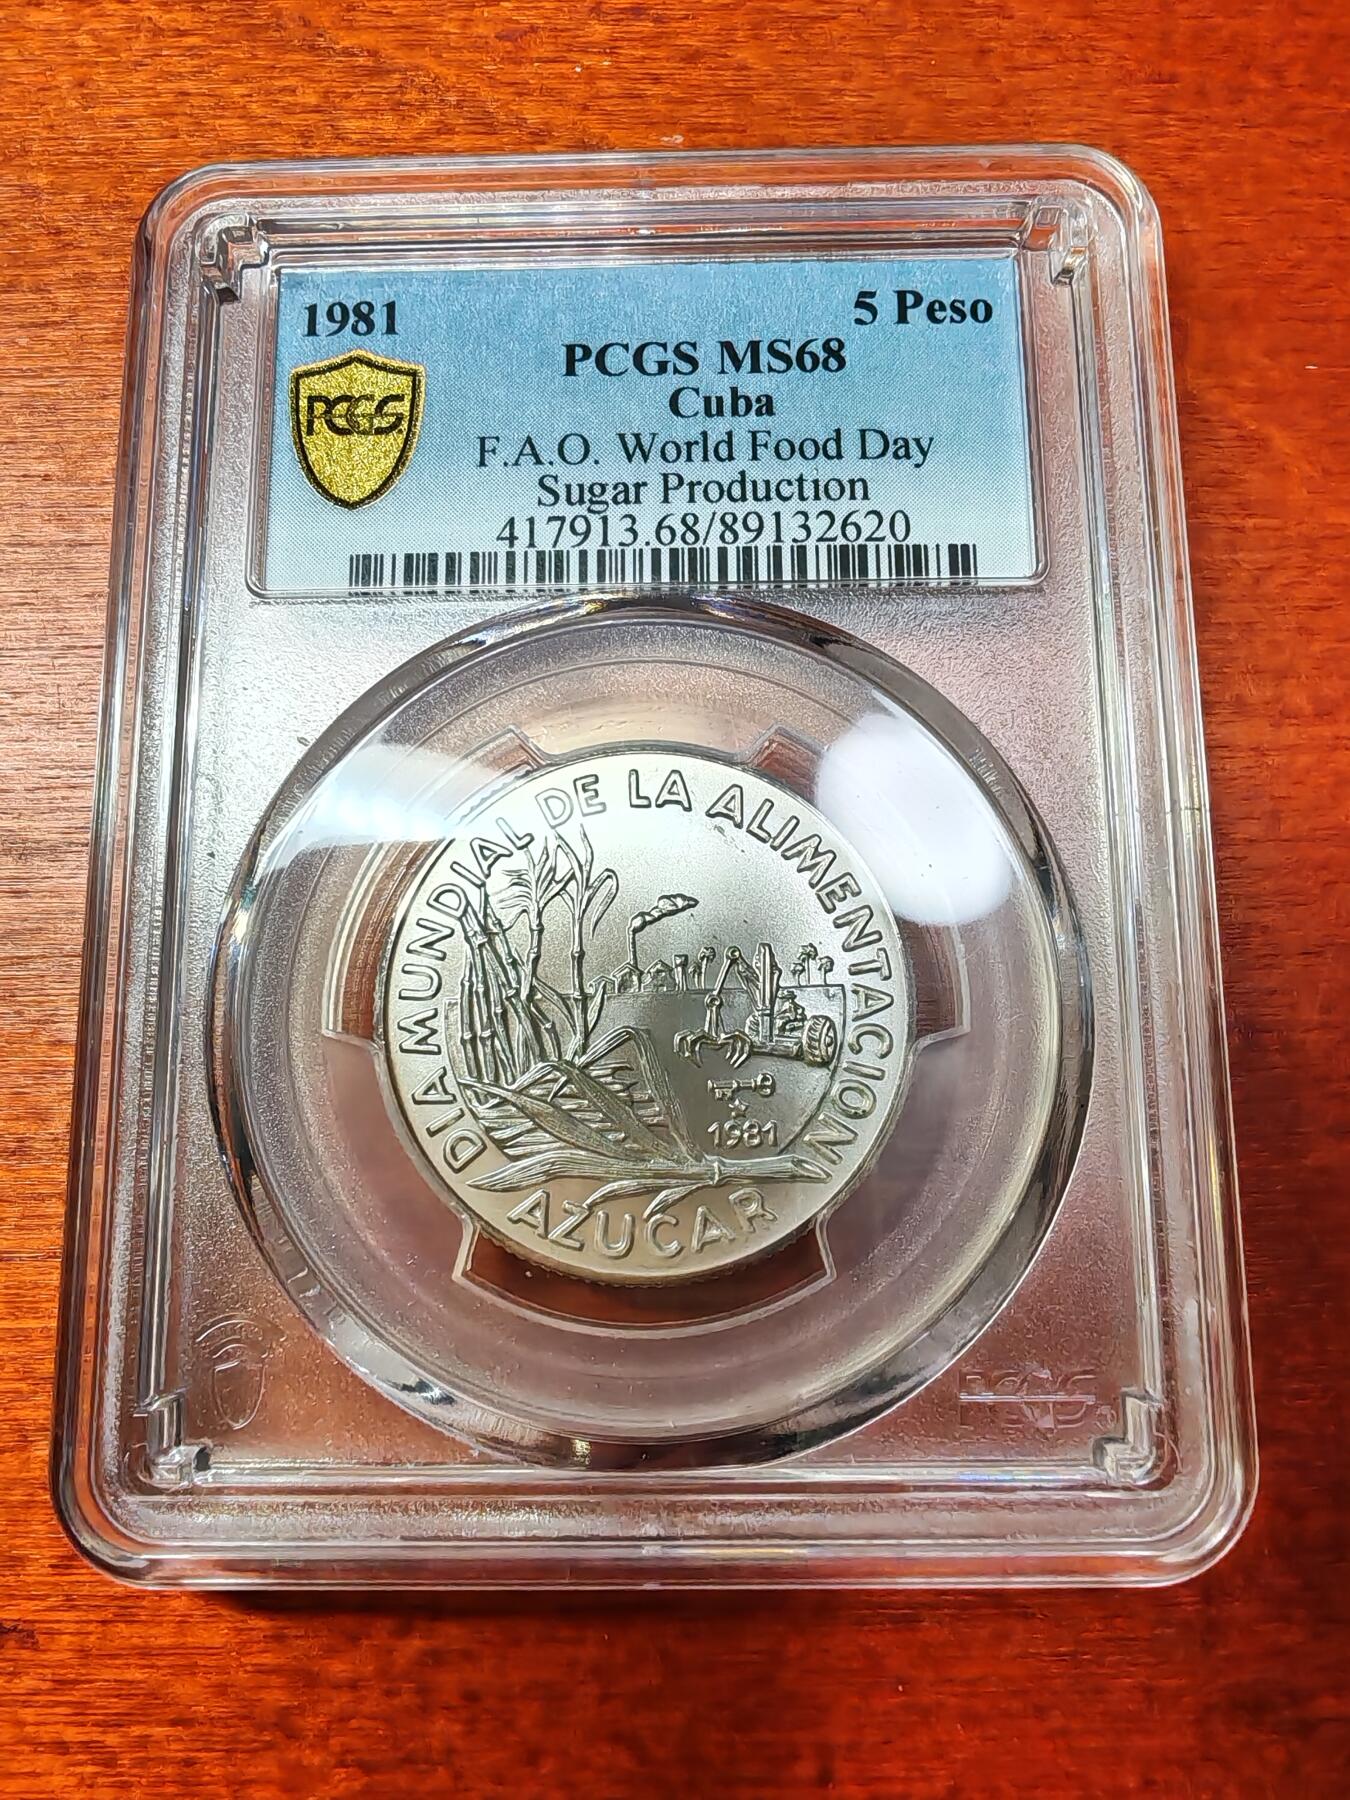 1981 5 Peso
PCGS MS68
Cuba
PCGS
F.A.O. World Food Day
Sugar Production
417913.68/89132620
DIA MUNDIAL DE LA ALIMENTACION
1981
AZUCAR
PCGS